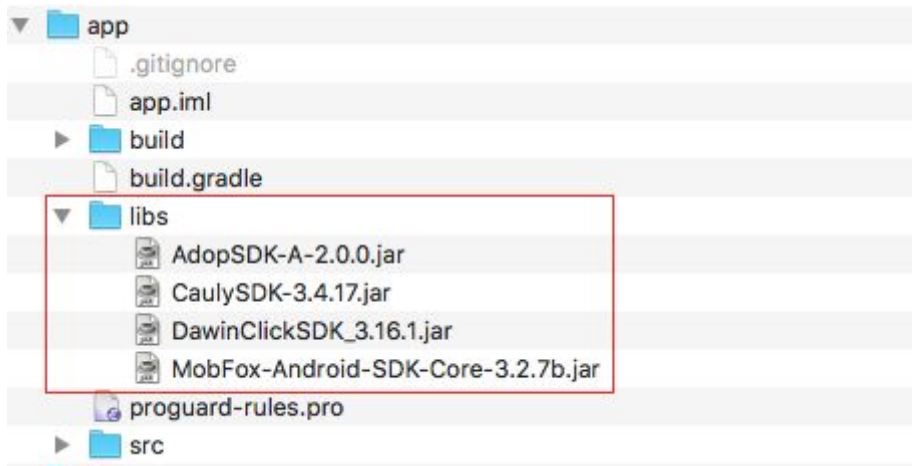 app
.gitignore
app.iml
build
build.gradle
libs
AdopSDK-A-2.0.0.jar
CaulySDK-3.4.17.jar
DawinClickSDK_3.16.1.jar
MobFox-Android-SDK-Core-3.2.7b.jar
proguard-rules.pro
src